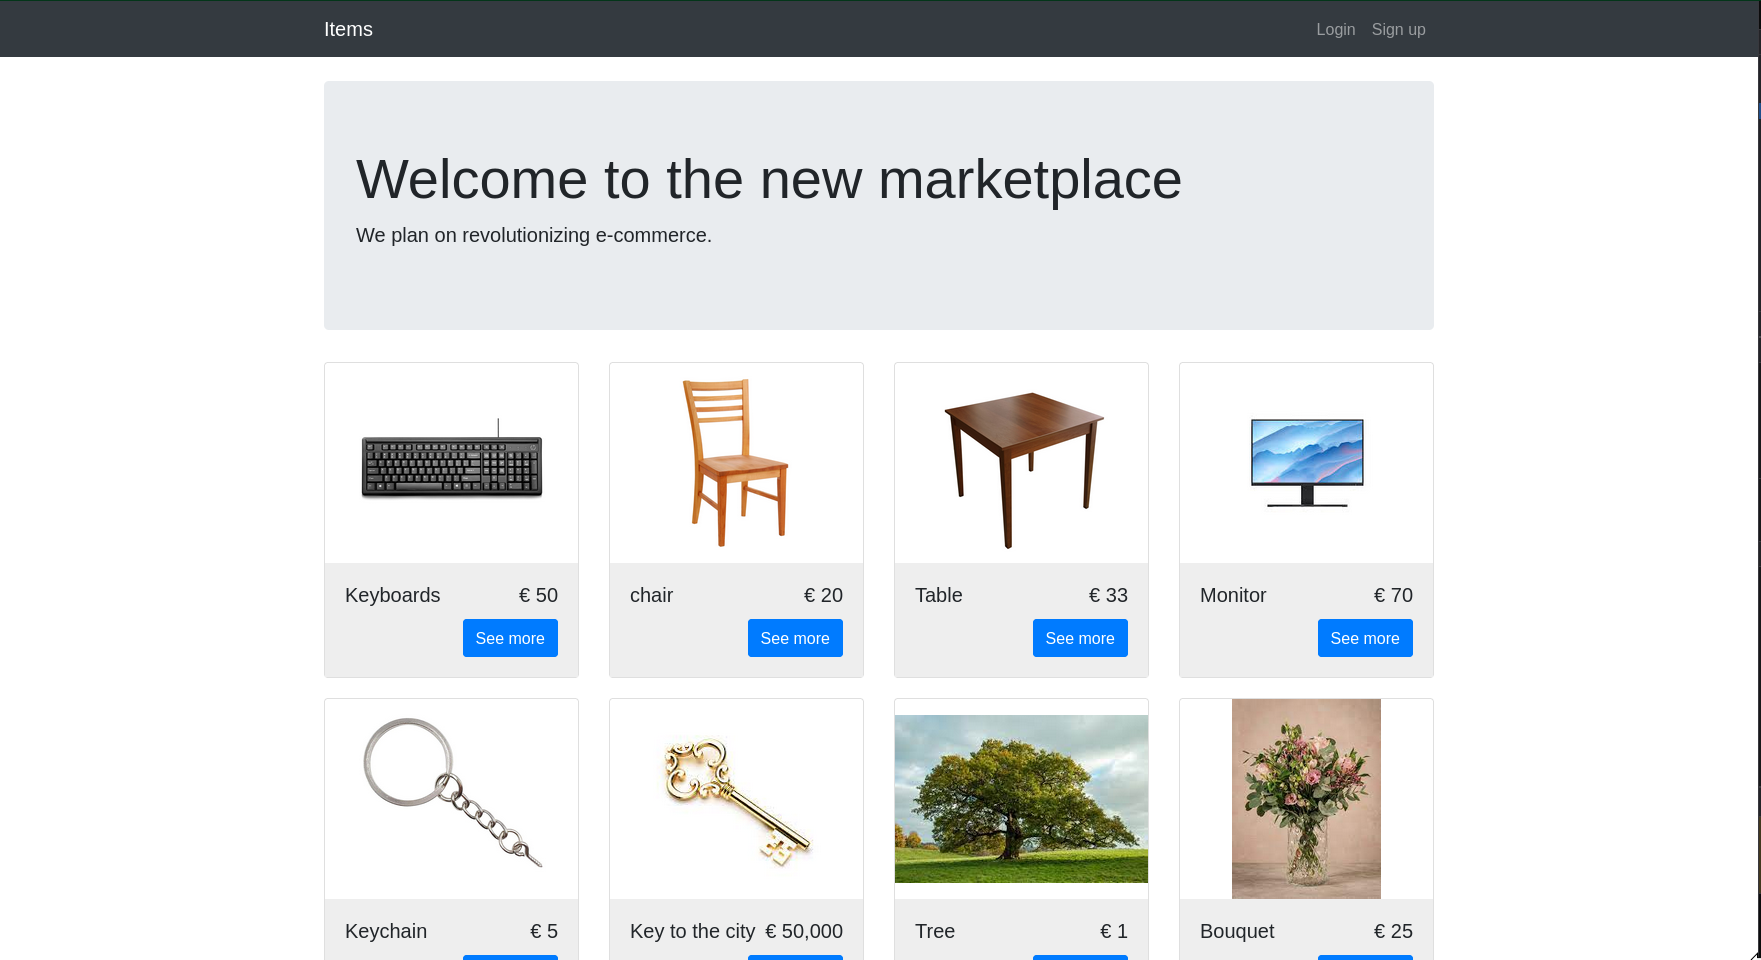 Items
Login Sign up
Welcome to the new marketplace
We plan on revolutionizing e-commerce.
Keyboards € 50
See more
chair € 20
See more
Table € 33
See more
Monitor € 70
See more
Keychain € 5
Key to the city € 50,000
Tree € 1
Bouquet € 25